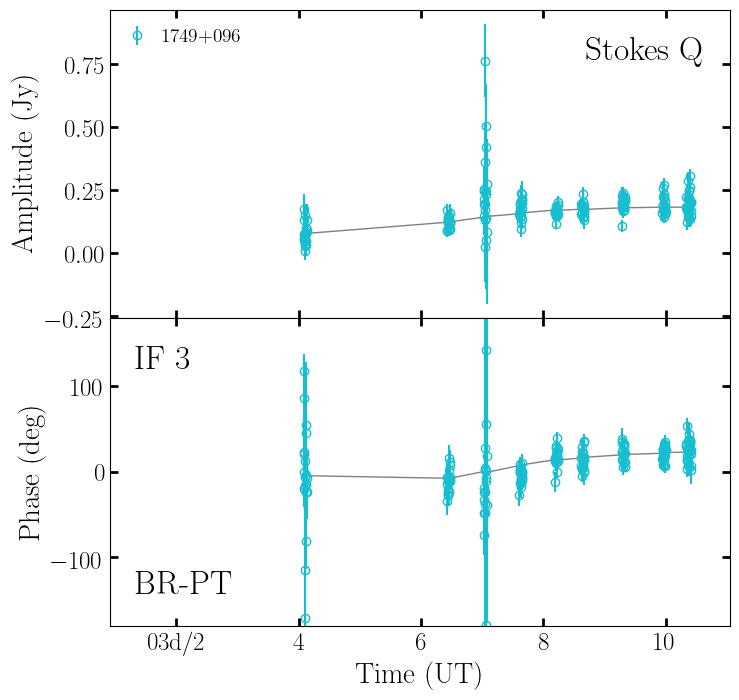 1749+096
Stokes Q
Amplitude (Jy)
0.75
0.50
0.25
0.00
−0.25
IF 3
Phase (deg)
100
0
−100
BR-PT
03d/2
4
6
8
10
Time (UT)